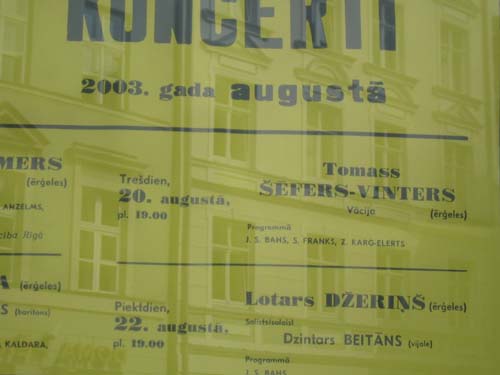 KONCERTI
2003. gada augustā
MERS
(ērģeles)
ANZELMS,
cība Rīgā
Trešdien,
20. augustā,
pl. 19.00
Tomass
ŠEFERS-VINTERS
Vācija (ērģeles)
Programmā
J. S. BAHS, S. FRANKS, Z. KARG-ELERTS
A (ērģeles)
S (baritons)
KALDARA,
Piektdien,
22. augustā,
pl. 19.00
Lotars DŽERIŅŠ (ērģeles)
Solists(solaisl
Dzintars BEITĀNS (vijole)
Programmā
J. S. BAHS